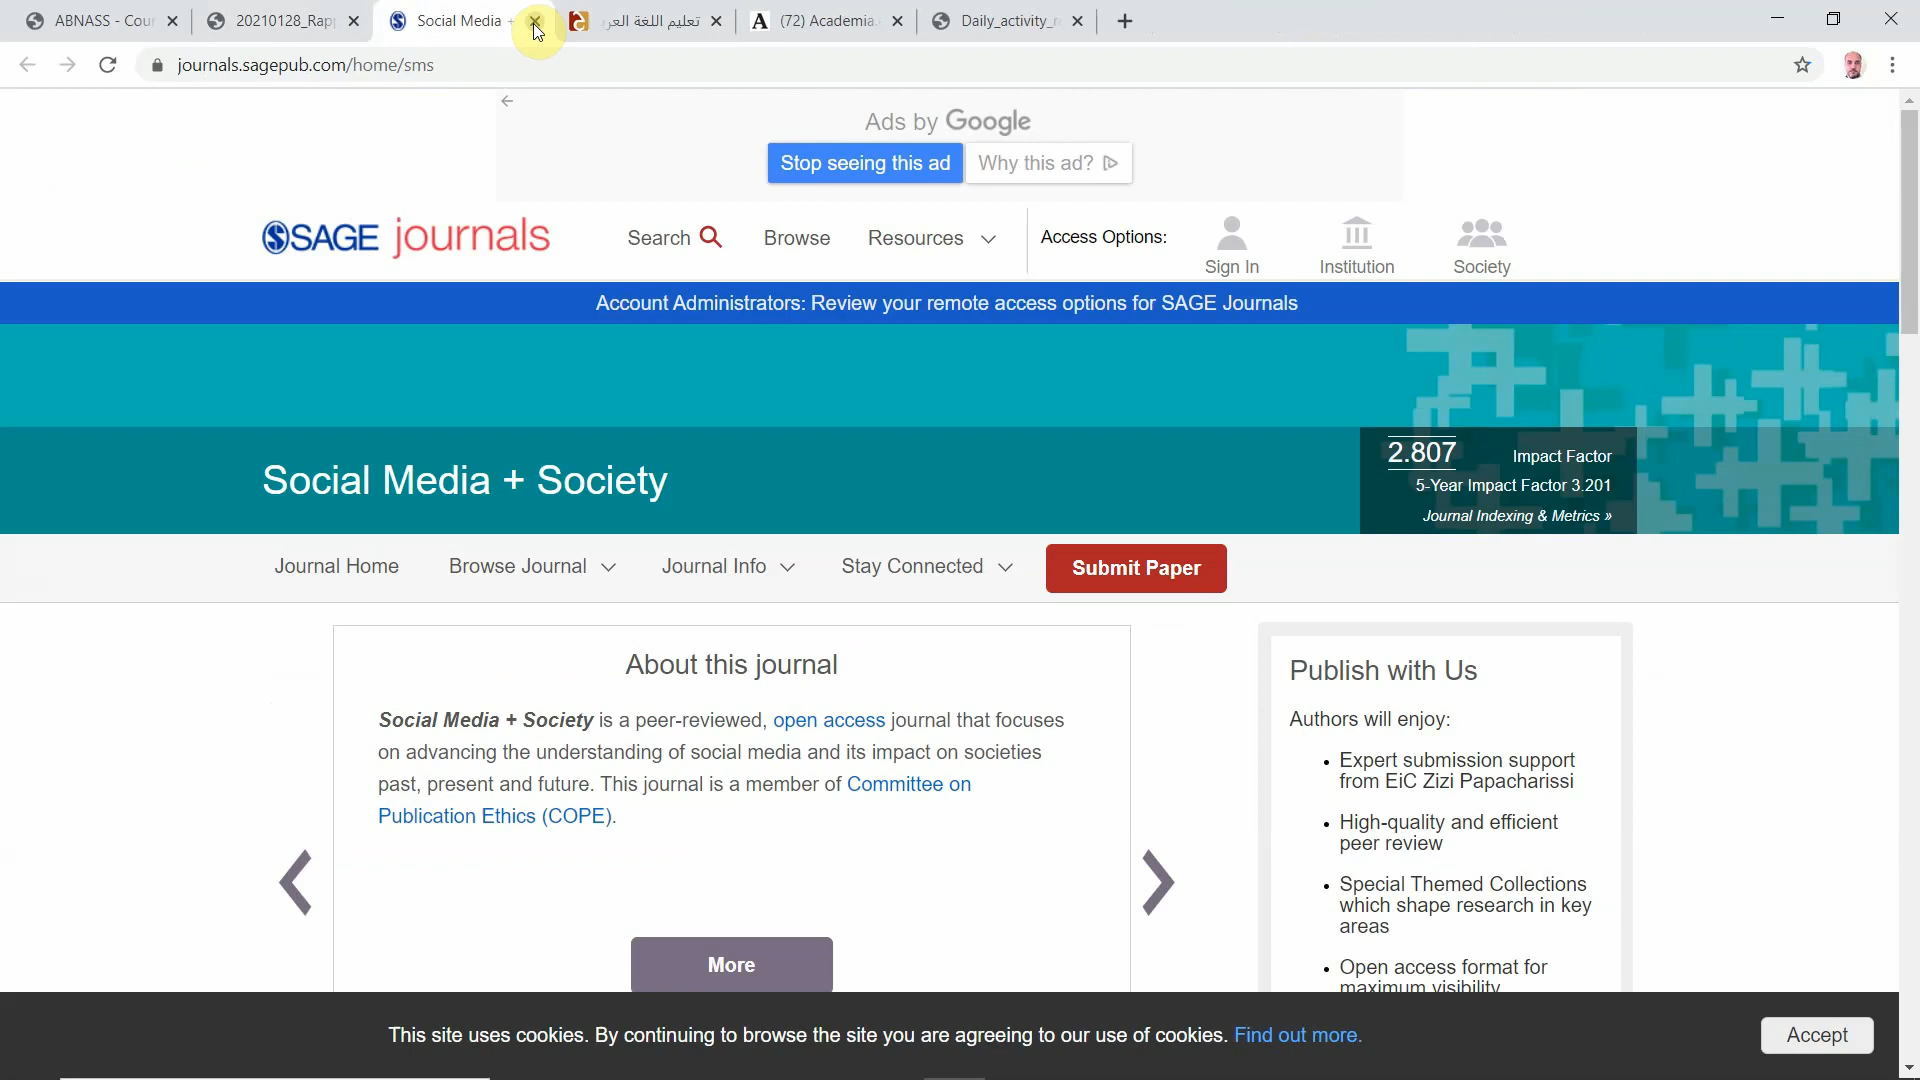 ABNASS - Cour
20210128_Rap
Social Media +
تعليم اللغة العر
(72) Academia.
Daily_activity_r
journals.sagepub.com/home/sms
Ads by Google
Stop seeing this ad
Why this ad?
SAGE journals
Search
Browse
Resources
Access Options:
Sign In
Institution
Society
Account Administrators: Review your remote access options for SAGE Journals
2.807 Impact Factor
5-Year Impact Factor 3.201
Journal Indexing & Metrics »
Social Media + Society
Journal Home
Browse Journal
Journal Info
Stay Connected
Submit Paper
About this journal
Social Media + Society is a peer-reviewed, open access journal that focuses
on advancing the understanding of social media and its impact on societies
past, present and future. This journal is a member of Committee on
Publication Ethics (COPE).
More
Publish with Us
Authors will enjoy:
• Expert submission support
from EiC Zizi Papacharissi
• High-quality and efficient
peer review
• Special Themed Collections
which shape research in key
areas
• Open access format for
maximum visibility
This site uses cookies. By continuing to browse the site you are agreeing to our use of cookies. Find out more.
Accept